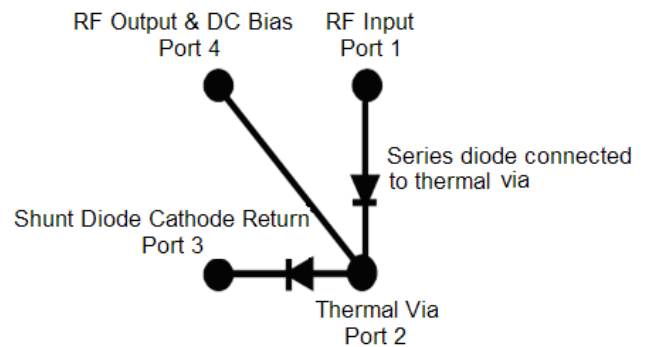 RF Output & DC Bias
Port 4
RF Input
Port 1
Series diode connected
to thermal via
Shunt Diode Cathode Return
Port 3
Thermal Via
Port 2